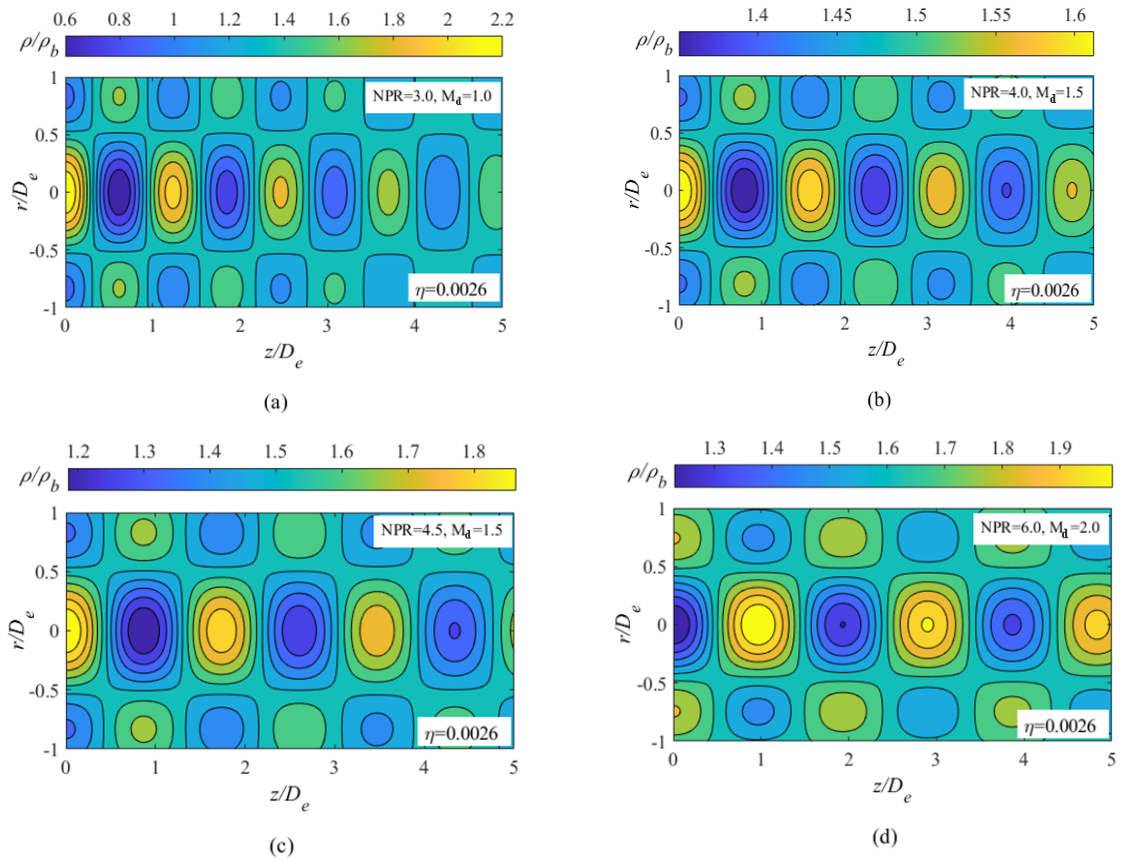 0.6 0.8 1 1.2 1.4 1.6 1.8 2 2.2
ρ/ρb
1
0.5
0
-0.5
-1
r/De
NPR=3.0, Md=1.0
η=0.0026
0 1 2 3 4 5
z/De
(a)
1.4 1.45 1.5 1.55 1.6
ρ/ρb
1
0.5
0
-0.5
-1
r/De
NPR=4.0, Md=1.5
η=0.0026
0 1 2 3 4 5
z/De
(b)
1.2 1.3 1.4 1.5 1.6 1.7 1.8
ρ/ρb
1
0.5
0
-0.5
-1
r/De
NPR=4.5, Md=1.5
η=0.0026
0 1 2 3 4 5
z/De
(c)
1.3 1.4 1.5 1.6 1.7 1.8 1.9
ρ/ρb
1
0.5
0
-0.5
-1
r/De
NPR=6.0, Md=2.0
η=0.0026
0 1 2 3 4 5
z/De
(d)